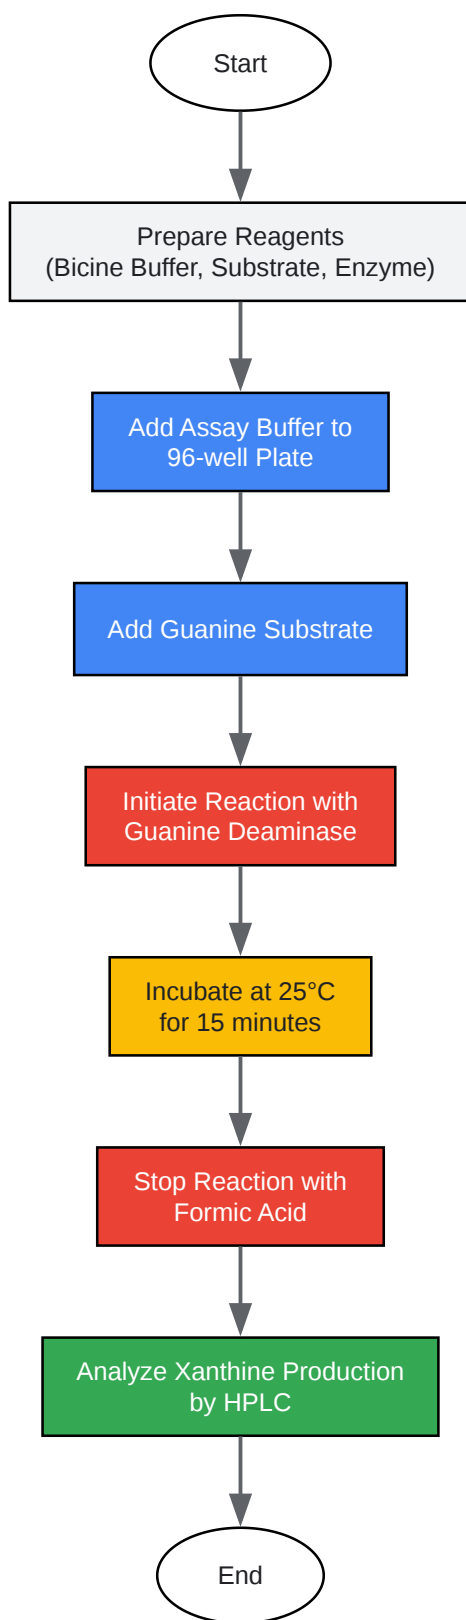 Start
Prepare Reagents
(Bicine Buffer, Substrate, Enzyme)
Add Assay Buffer to
96-well Plate
Add Guanine Substrate
Initiate Reaction with
Guanine Deaminase
Incubate at 25°C
for 15 minutes
Stop Reaction with
Formic Acid
Analyze Xanthine Production
by HPLC
End